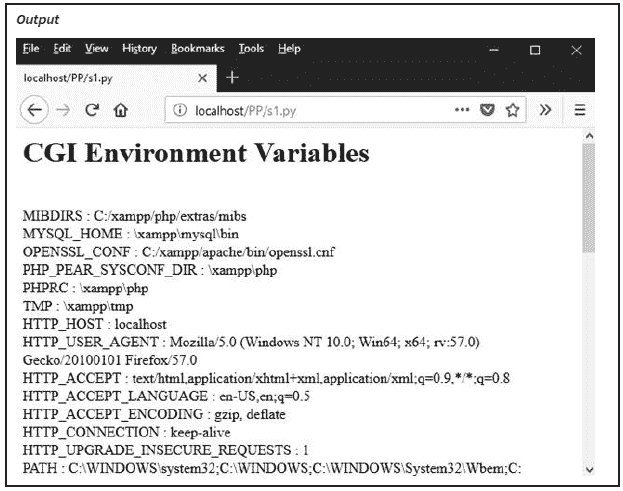 Output
File Edit View History Bookmarks Tools Help
localhost/PP/s1.py
localhost/PP/s1.py
CGI Environment Variables
MIBDIRS : C:/xampp/php/extras/mibs
MYSQL_HOME : \xampp\mysql\bin
OPENSSL_CONF : C:/xampp/apache/bin/openssl.cnf
PHP_PEAR_SYSCONF_DIR : \xampp\php
PHPRC : \xampp\php
TMP : \xampp\tmp
HTTP_HOST : localhost
HTTP_USER_AGENT : Mozilla/5.0 (Windows NT 10.0; Win64; x64; rv:57.0)
Gecko/20100101 Firefox/57.0
HTTP_ACCEPT : text/html,application/xhtml+xml,application/xml;q=0.9,*/*;q=0.8
HTTP_ACCEPT_LANGUAGE : en-US,en;q=0.5
HTTP_ACCEPT_ENCODING : gzip, deflate
HTTP_CONNECTION : keep-alive
HTTP_UPGRADE_INSECURE_REQUESTS : 1
PATH : C:\WINDOWS\system32;C:\WINDOWS;C:\WINDOWS\System32\Wbem;C: